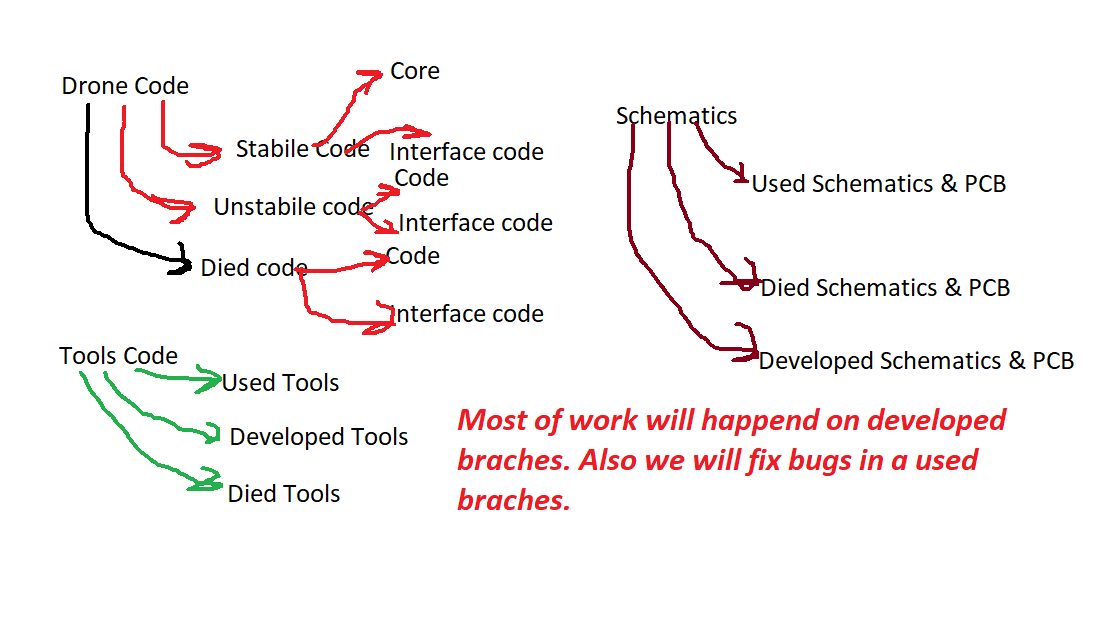 Drone Code
Core
Stabile Code
Interface code
Code
Unstabile code
Interface code
Died code
Code
Interface code
Tools Code
Used Tools
Developed Tools
Died Tools
Schematics
Used Schematics & PCB
Died Schematics & PCB
Developed Schematics & PCB
Most of work will happend on developed
braches. Also we will fix bugs in a used
braches.